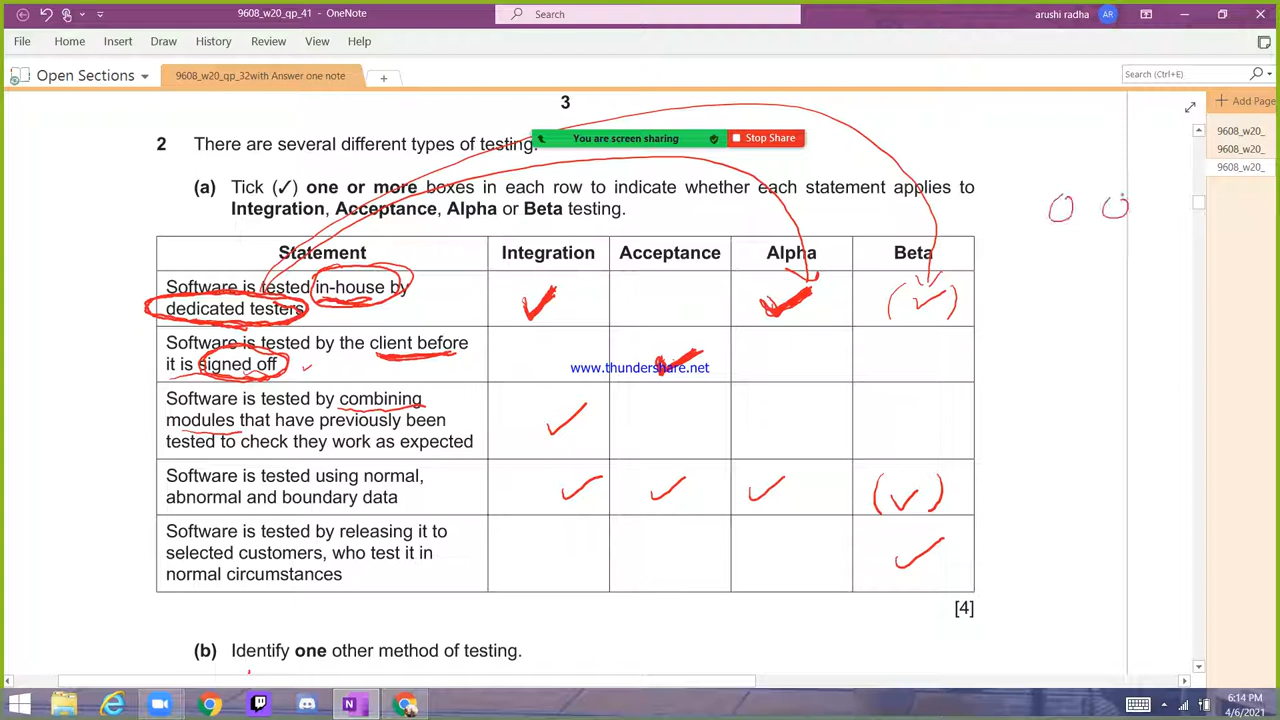 9608_w20_qp_41 - OneNote
Search
arushi radha
AR
File Home Insert Draw History Review View Help
Open Sections
9608_w20_qp_32with Answer one note
Search (Ctrl+E)
3
Add Page
You are screen sharing
Stop Share
9608_w20_
9608_w20_
9608_w20_
2 There are several different types of testing.
(a) Tick (✓) one or more boxes in each row to indicate whether each statement applies to
Integration, Acceptance, Alpha or Beta testing.
Statement Integration Acceptance Alpha Beta
Software is tested in-house by
dedicated testers ✓ ✓ (✓)
Software is tested by the client before
it is signed off ✓
www.thundershare.net
Software is tested by combining
modules that have previously been
tested to check they work as expected ✓
Software is tested using normal,
abnormal and boundary data ✓ ✓ ✓ (✓)
Software is tested by releasing it to
selected customers, who test it in
normal circumstances ✓
[4]
(b) Identify one other method of testing.
6:14 PM
4/6/2021